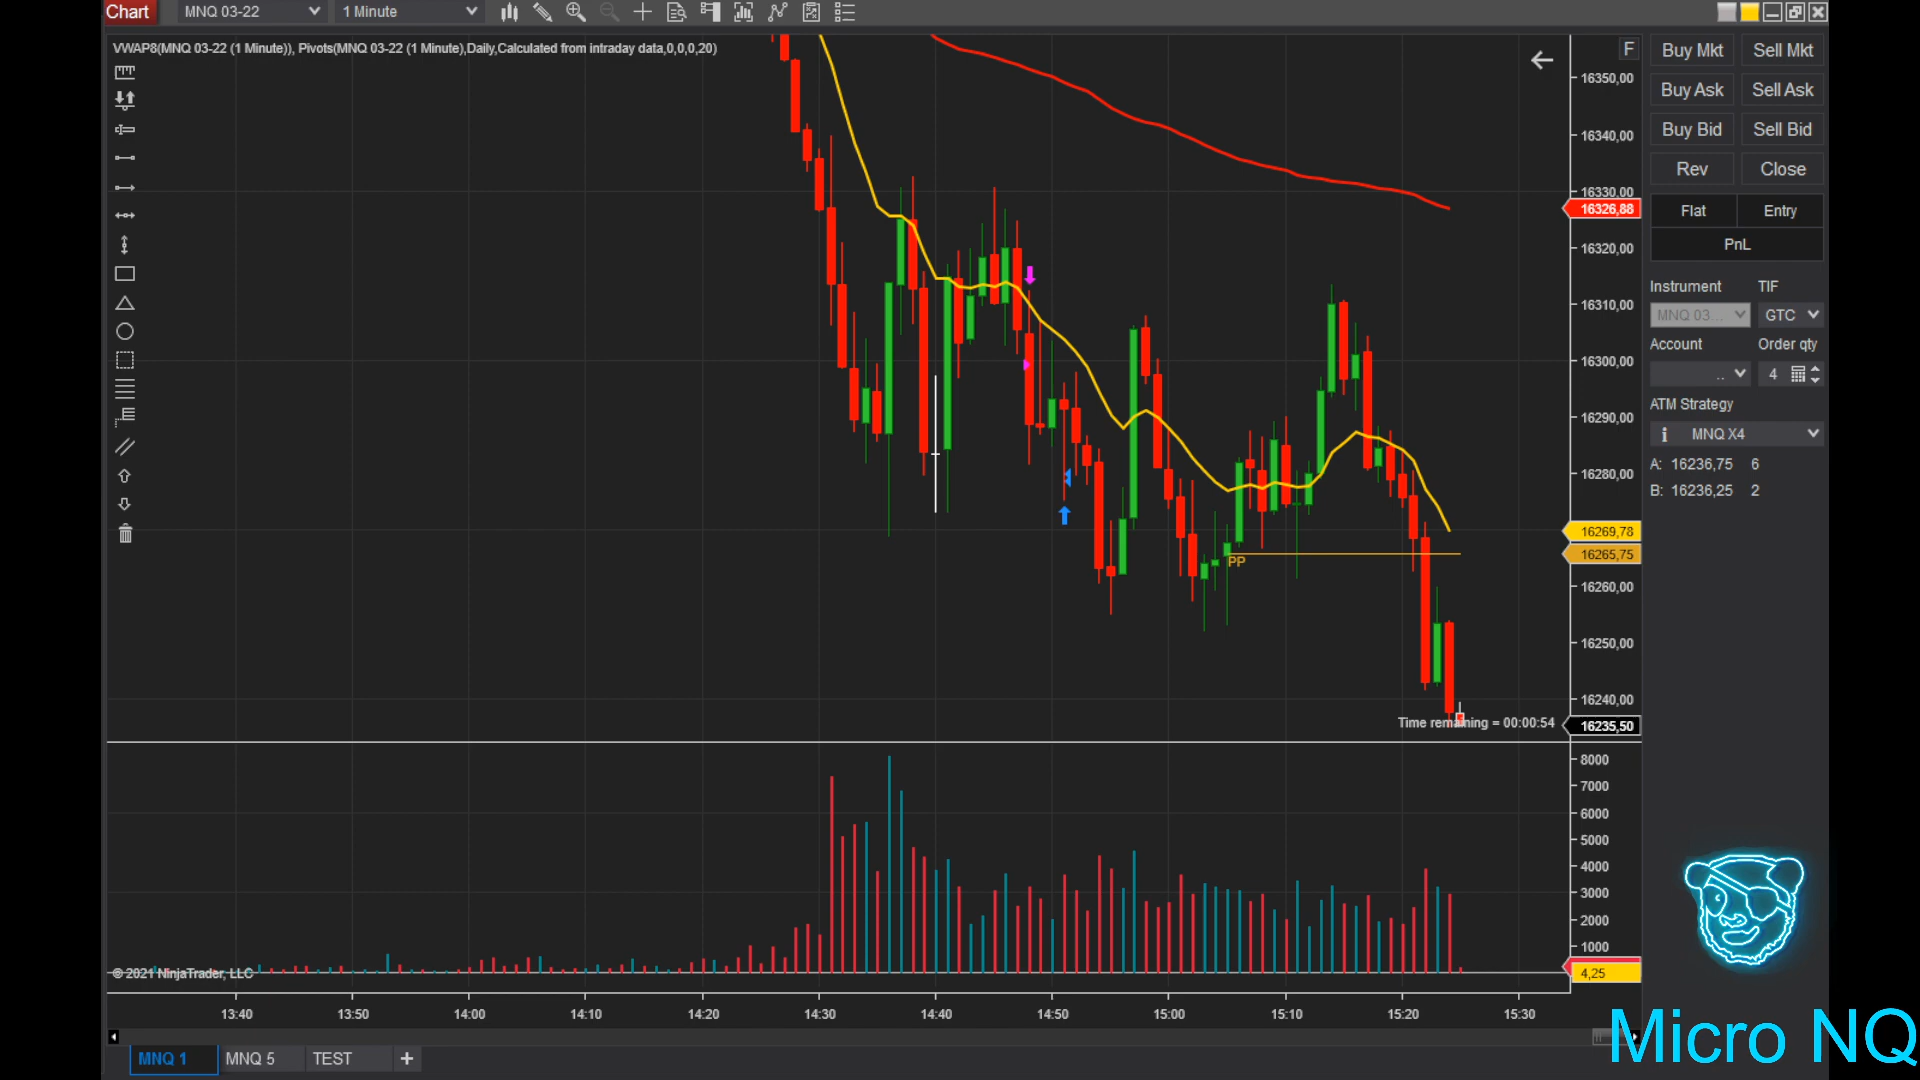 Chart MNQ 03-22 1 Minute
VWAP8(MNQ 03-22 (1 Minute)), Pivots(MNQ 03-22 (1 Minute),Daily,Calculated from intraday data,0,0,0,20)
F
16350,00
16340,00
16330,00
16326,88
16320,00
16310,00
16300,00
16290,00
16280,00
16269,78
16265,75
PP
16260,00
16250,00
16240,00
Time remaining = 00:00:54
16235,50
Buy Mkt Sell Mkt
Buy Ask Sell Ask
Buy Bid Sell Bid
Rev Close
Flat Entry
PnL
Instrument TIF
MNQ 03... GTC
Account Order qty
.. 4
ATM Strategy
i MNQ X4
A: 16236,75 6
B: 16236,25 2
8000
7000
6000
5000
4000
3000
2000
1000
4,25
© 2021 NinjaTrader, LLC
13:40 13:50 14:00 14:10 14:20 14:30 14:40 14:50 15:00 15:10 15:20 15:30
MNQ 1 MNQ 5 TEST +
Micro NQ